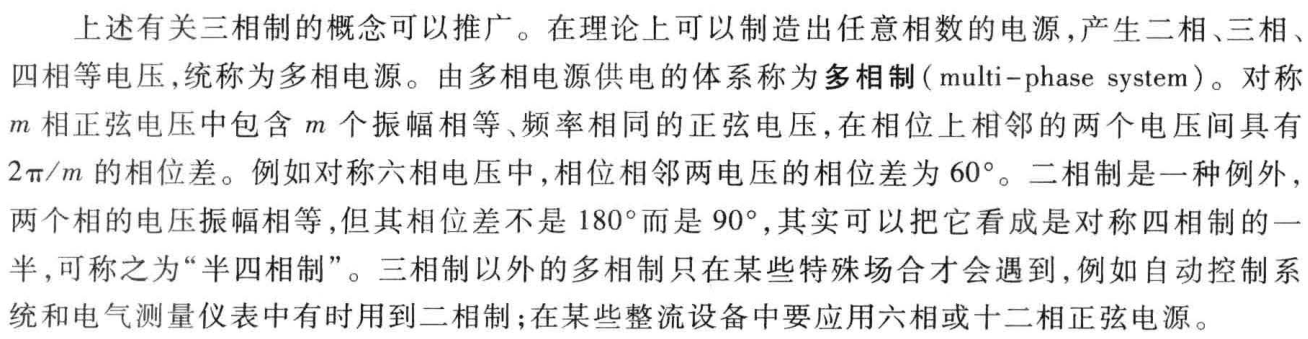 上述有关三相制的概念可以推广。在理论上可以制造出任意相数的电源,产生二相、三相、
四相等电压,统称为多相电源。由多相电源供电的体系称为多相制(multi-phase system)。对称
m 相正弦电压中包含 m 个振幅相等、频率相同的正弦电压,在相位上相邻的两个电压间具有
2π/m 的相位差。例如对称六相电压中,相位相邻两电压的相位差为 60°。二相制是一种例外,
两个相的电压振幅相等,但其相位差不是 180°而是 90°,其实可以把它看成是对称四相制的一
半,可称之为“半四相制”。三相制以外的多相制只在某些特殊场合才会遇到,例如自动控制系
统和电气测量仪表中有时用到二相制;在某些整流设备中要应用六相或十二相正弦电源。